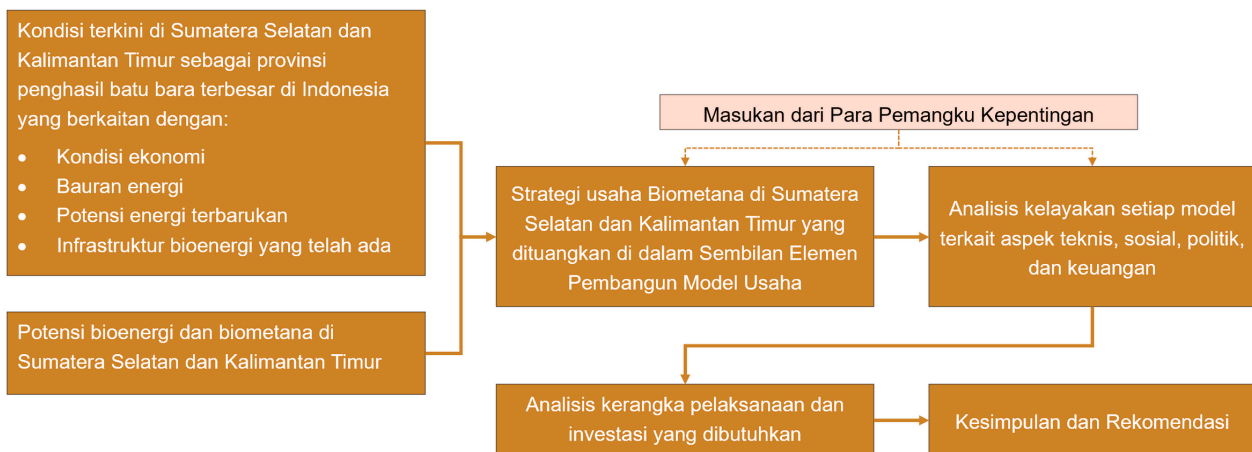 Kondisi terkini di Sumatera Selatan dan
Kalimantan Timur sebagai provinsi
penghasil batu bara terbesar di Indonesia
yang berkaitan dengan:
• Kondisi ekonomi
• Bauran energi
• Potensi energi terbarukan
• Infrastruktur bioenergi yang telah ada
Potensi bioenergi dan biometana di
Sumatera Selatan dan Kalimantan Timur
Masukan dari Para Pemangku Kepentingan
Strategi usaha Biometana di Sumatera
Selatan dan Kalimantan Timur yang
dituangkan di dalam Sembilan Elemen
Pembangun Model Usaha
Analisis kelayakan setiap model
terkait aspek teknis, sosial, politik,
dan keuangan
Analisis kerangka pelaksanaan dan
investasi yang dibutuhkan
Kesimpulan dan Rekomendasi